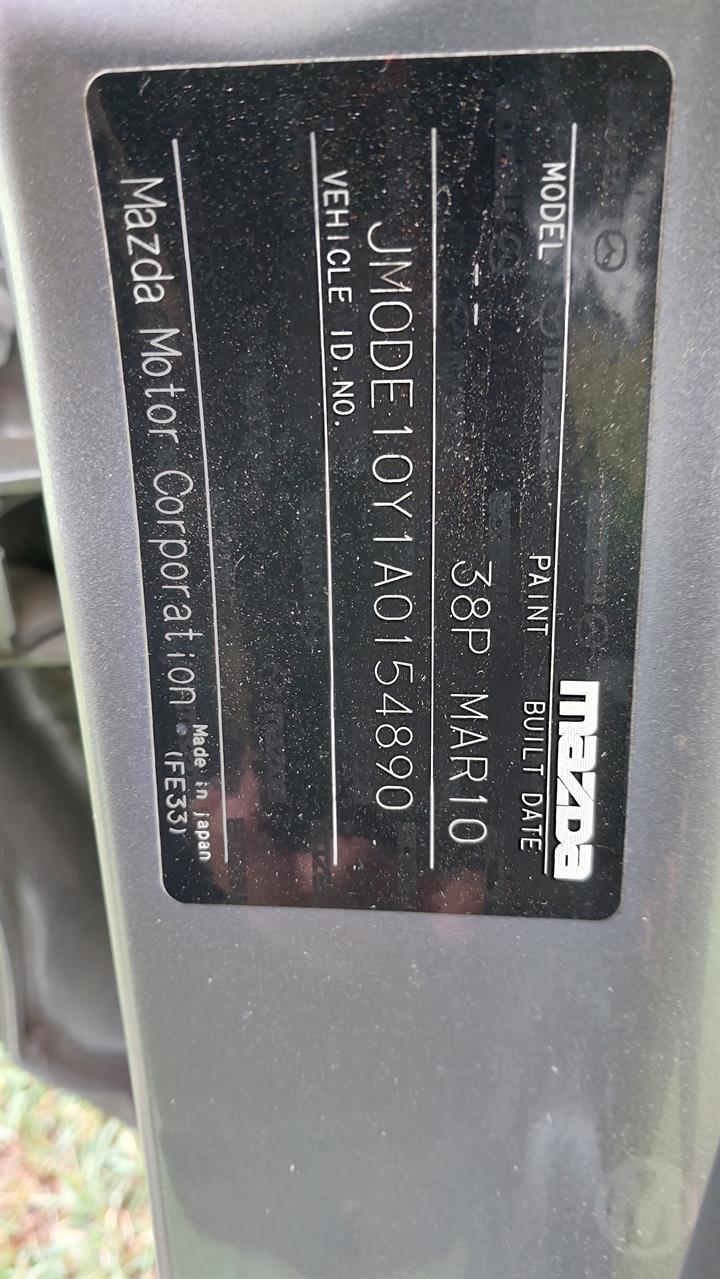 mazda
MODEL PAINT BUILT DATE
-- 38P MAR10
JM0DE10Y1A0154890
VEHICLE ID.NO.
Made in japan
Mazda Motor Corporation (FE33)